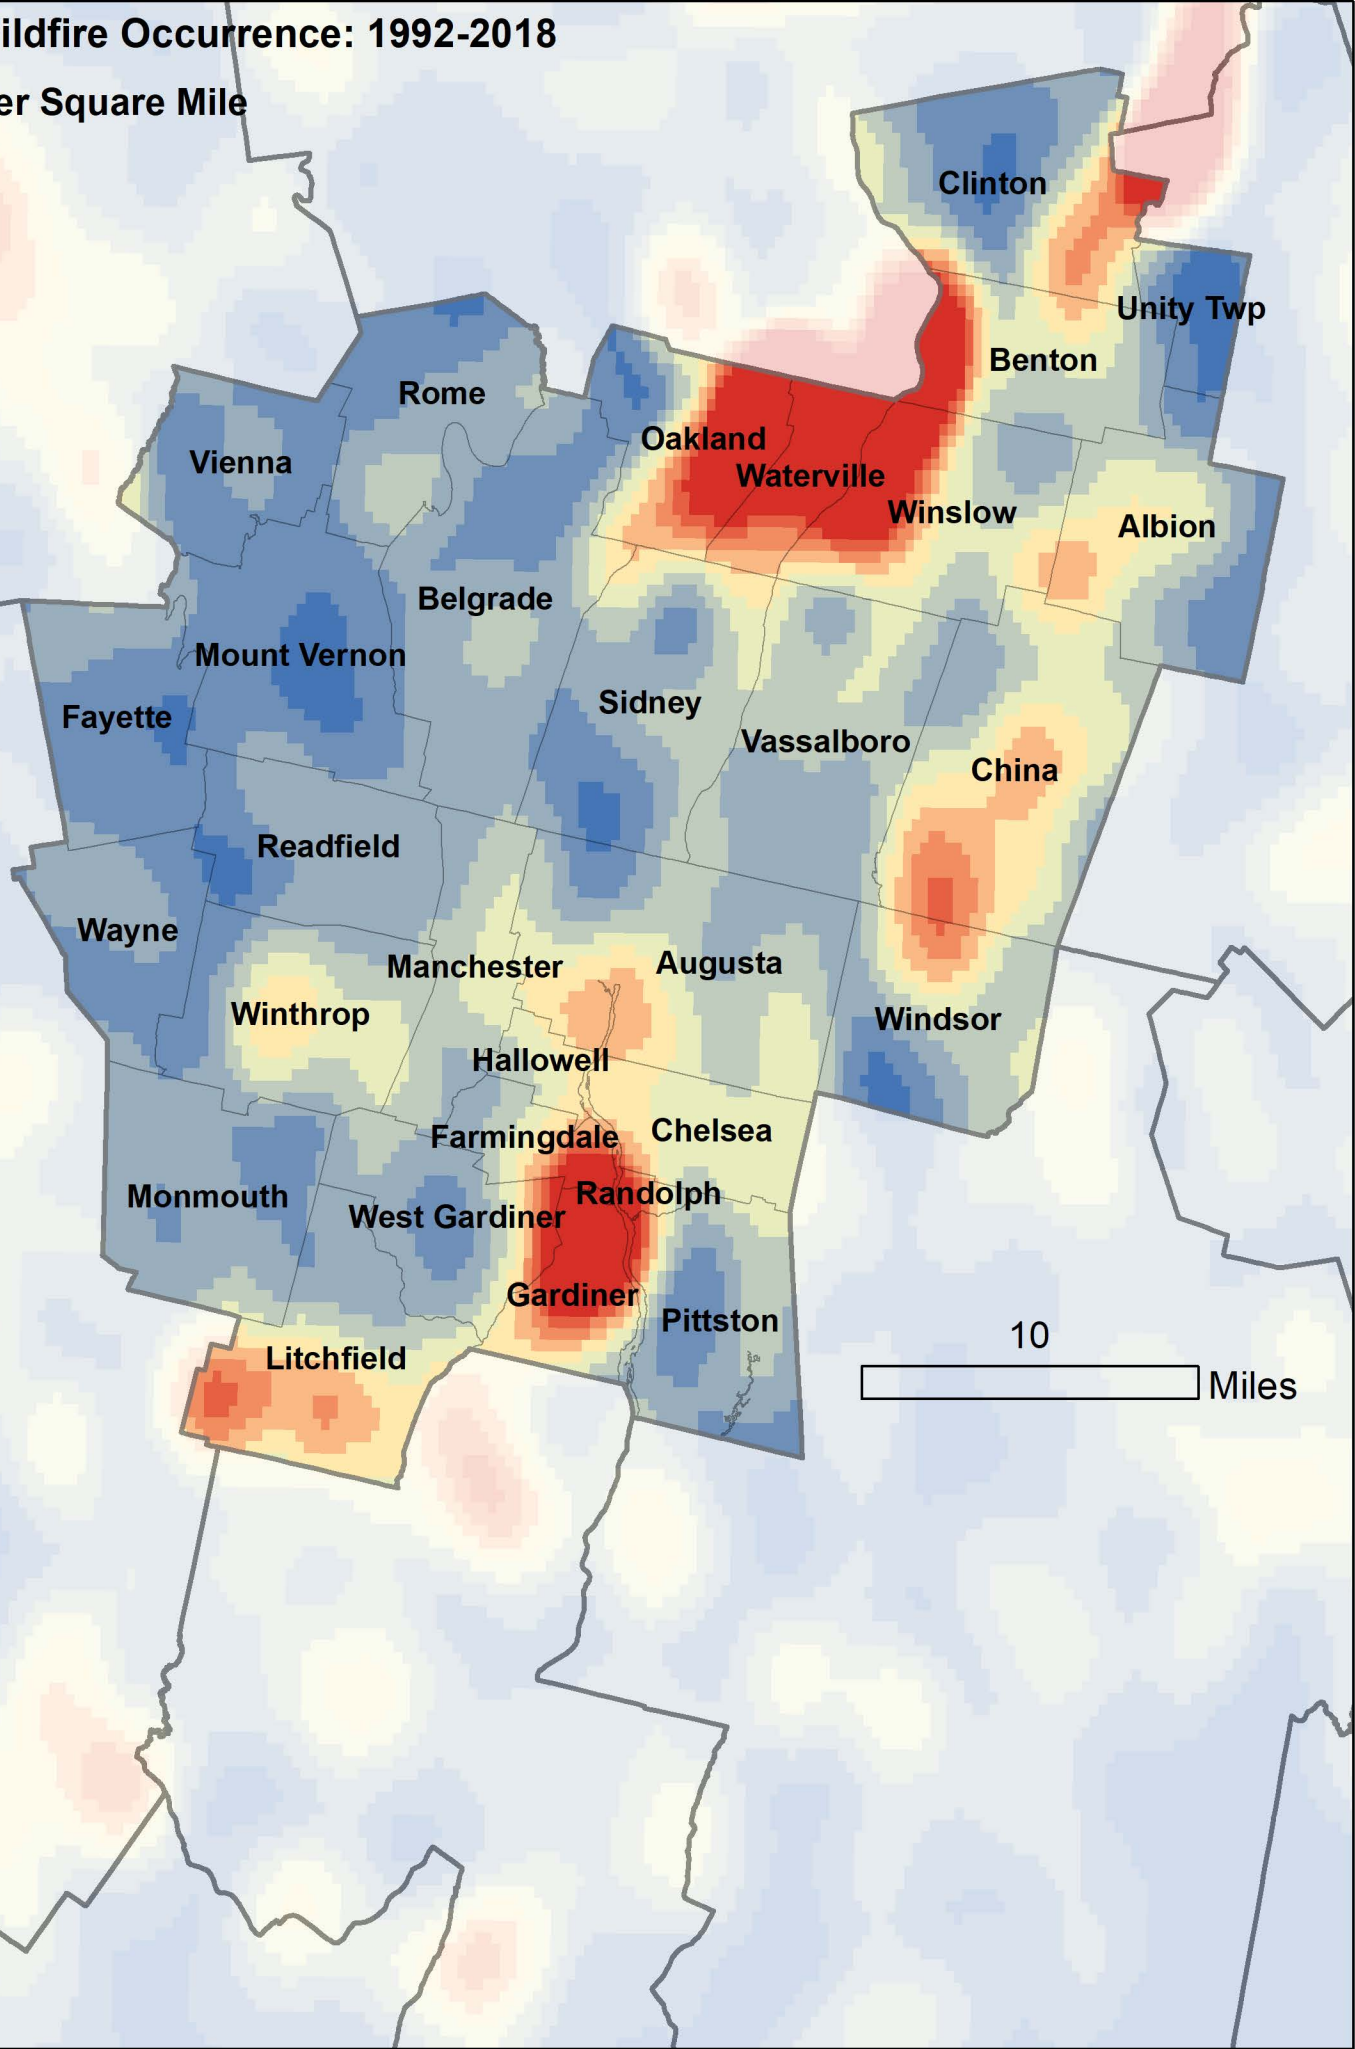 ildfire Occurrence: 1992-2018
er Square Mile
Clinton
Unity Twp
Benton
Rome
Oakland
Vienna
Waterville
Winslow
Albion
Belgrade
Mount Vernon
Sidney
Fayette
Vassalboro
China
Readfield
Wayne
Manchester
Augusta
Winthrop
Windsor
Hallowell
Farmingdale
Chelsea
Monmouth
Randolph
West Gardiner
Gardiner
Pittston
10
Miles
Litchfield